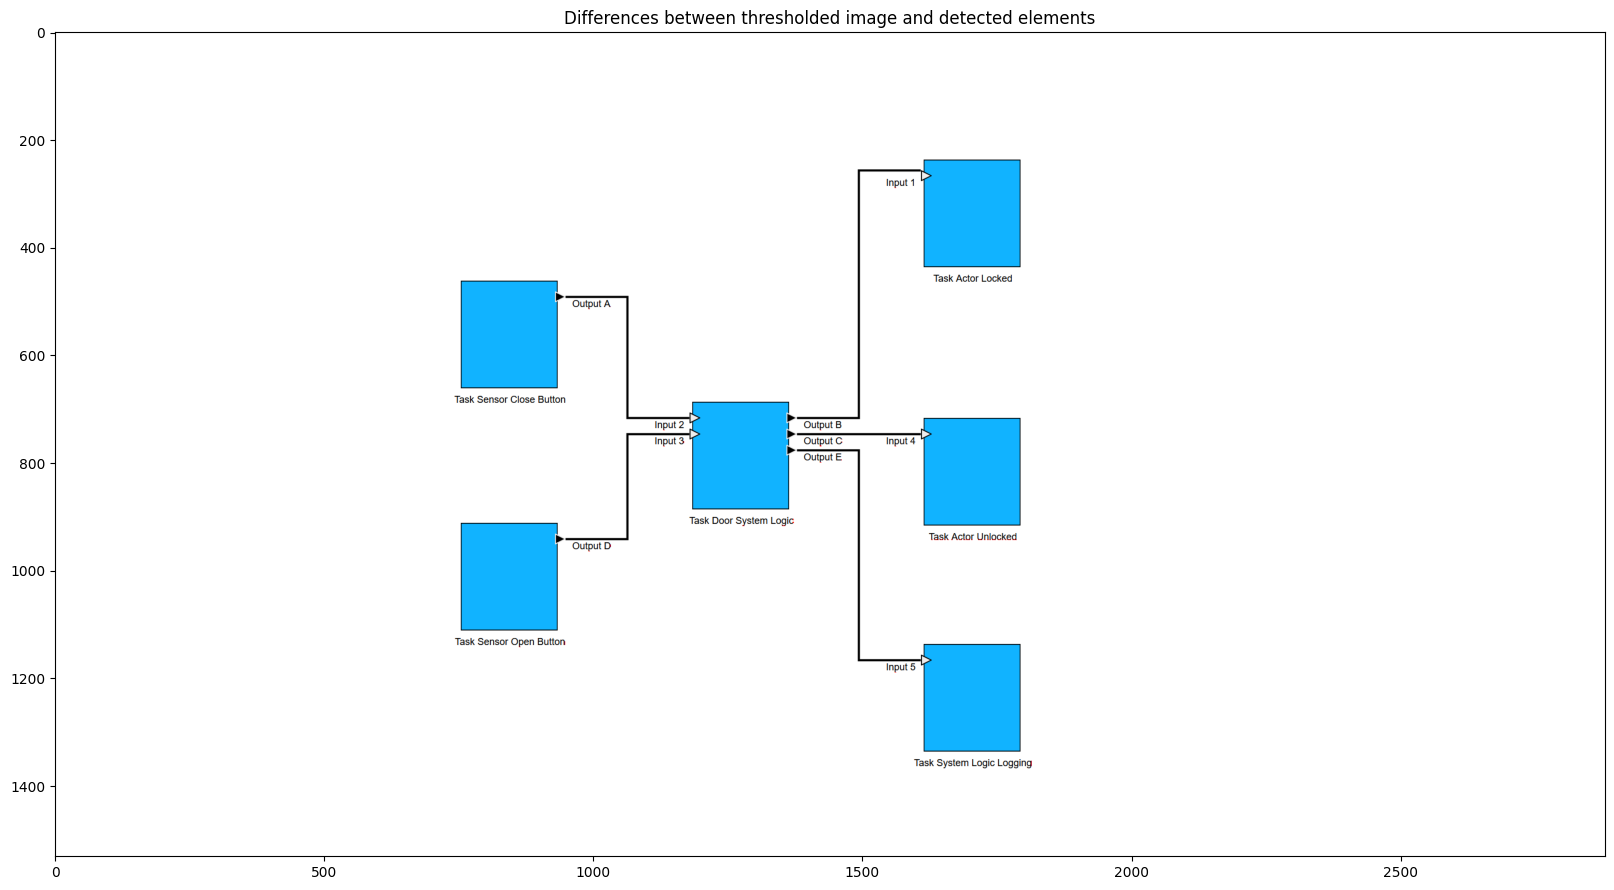 Differences between thresholded image and detected elements
0
200
400
600
800
1000
1200
1400
Input 1
Task Actor Locked
Output A
Task Sensor Close Button
Input 2
Input 3
Output B
Output C
Output E
Input 4
Task Door System Logic
Task Actor Unlocked
Output D
Task Sensor Open Button
Input 5
Task System Logic Logging
0
500
1000
1500
2000
2500